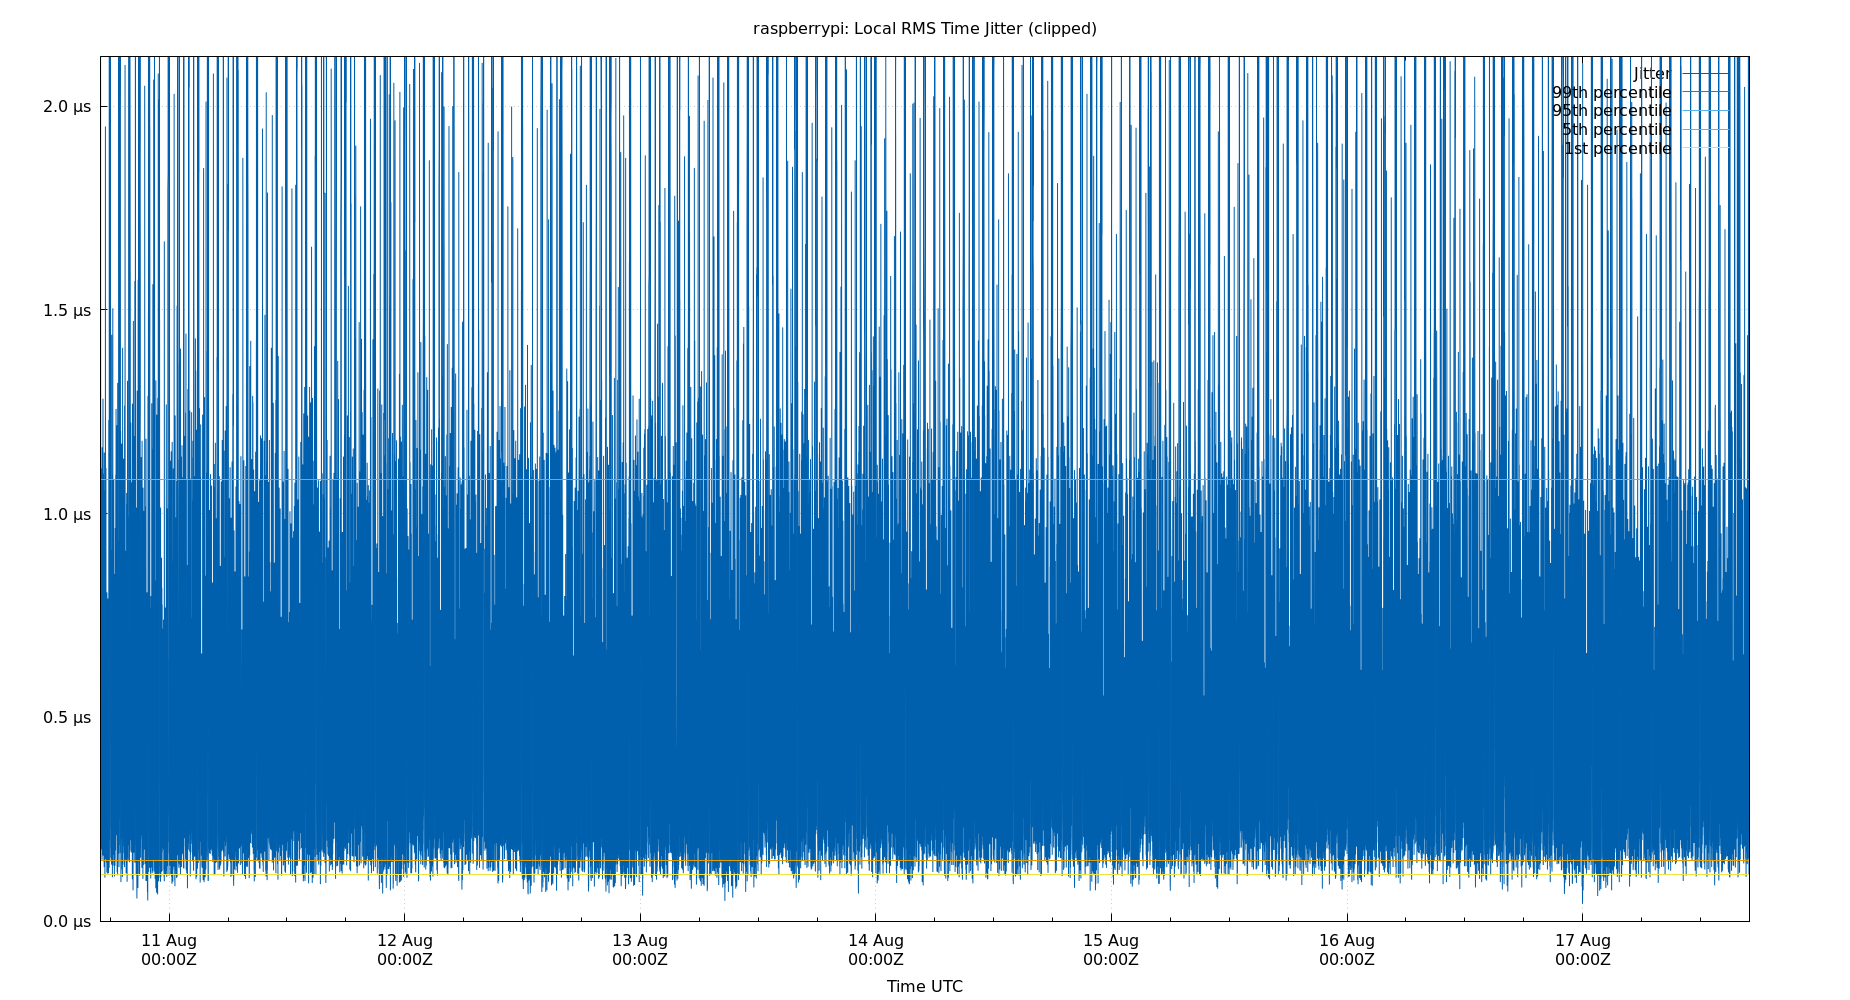 raspberrypi: Local RMS Time Jitter (clipped)
Jitter
99th percentile
95th percentile
5th percentile
1st percentile
2.0 µs
1.5 µs
1.0 µs
0.5 µs
0.0 µs
11 Aug 12 Aug 13 Aug 14 Aug 15 Aug 16 Aug 17 Aug
00:00Z 00:00Z 00:00Z 00:00Z 00:00Z 00:00Z 00:00Z
Time UTC